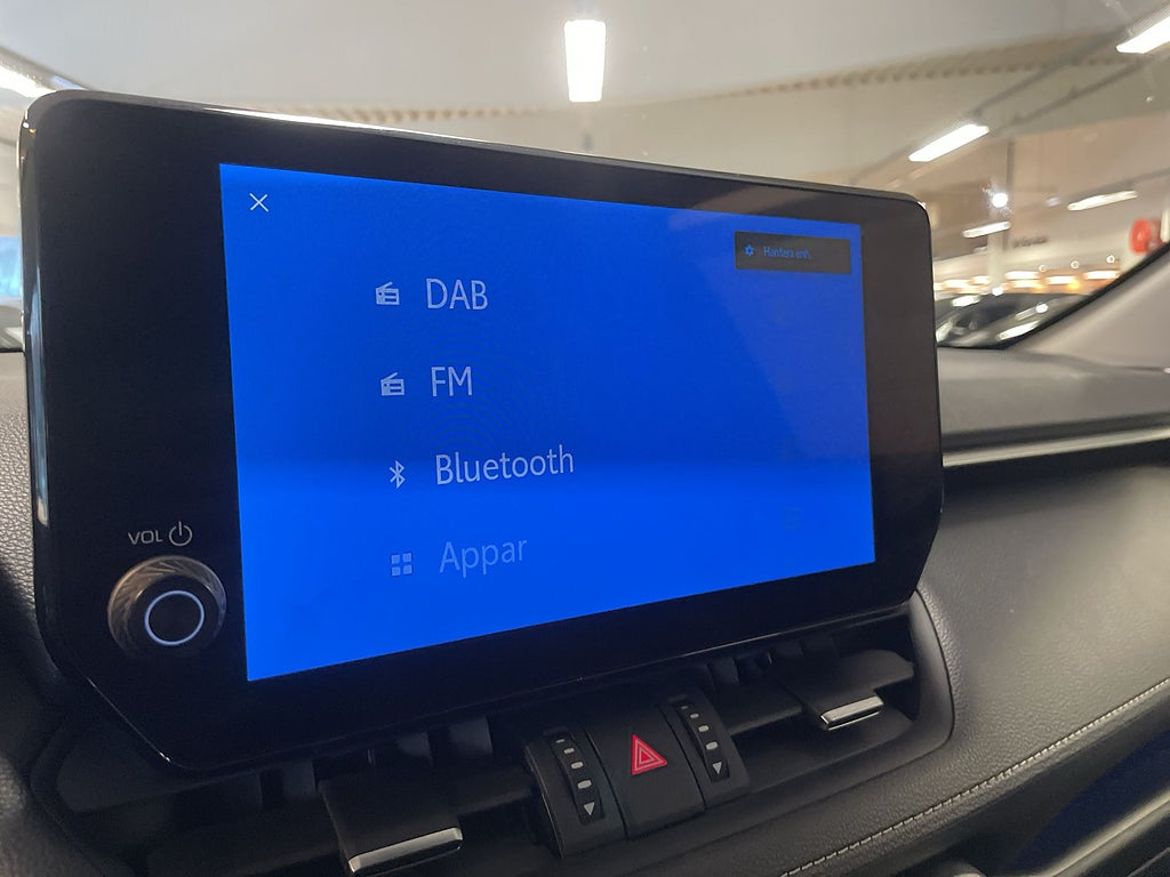 Hantera enh.
DAB
FM
Bluetooth
Appar
VOL